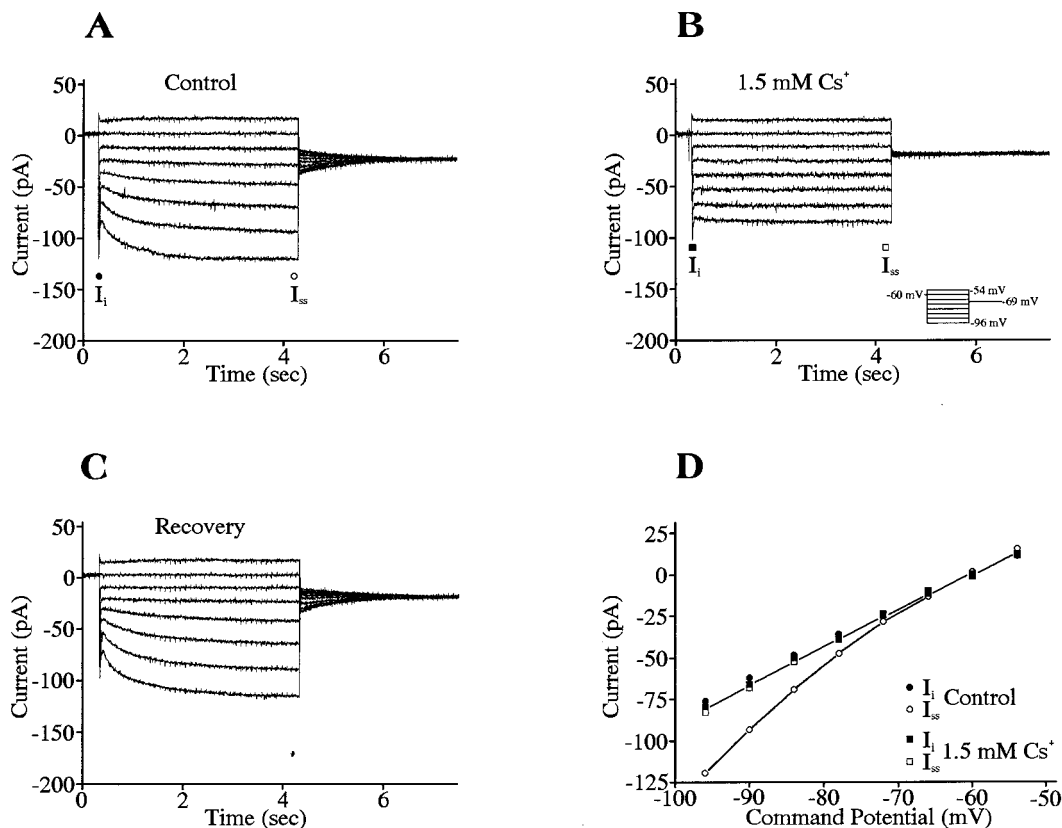 A
Control
50
0
-50
-100
-150
-200
Current (pA)
Iᵢ
Iₛₛ
0 2 4 6
Time (sec)
B
1.5 mM Cs⁺
50
0
-50
-100
-150
-200
Current (pA)
Iᵢ
Iₛₛ
-60 mV
-54 mV
-69 mV
-96 mV
0 2 4 6
Time (sec)
C
Recovery
50
0
-50
-100
-150
-200
Current (pA)
0 2 4 6
Time (sec)
D
25
0
-25
-50
-75
-100
-125
Current (pA)
Iᵢ
Iₛₛ
Control
Iᵢ
Iₛₛ
1.5 mM Cs⁺
-100 -90 -80 -70 -60 -50
Command Potential (mV)